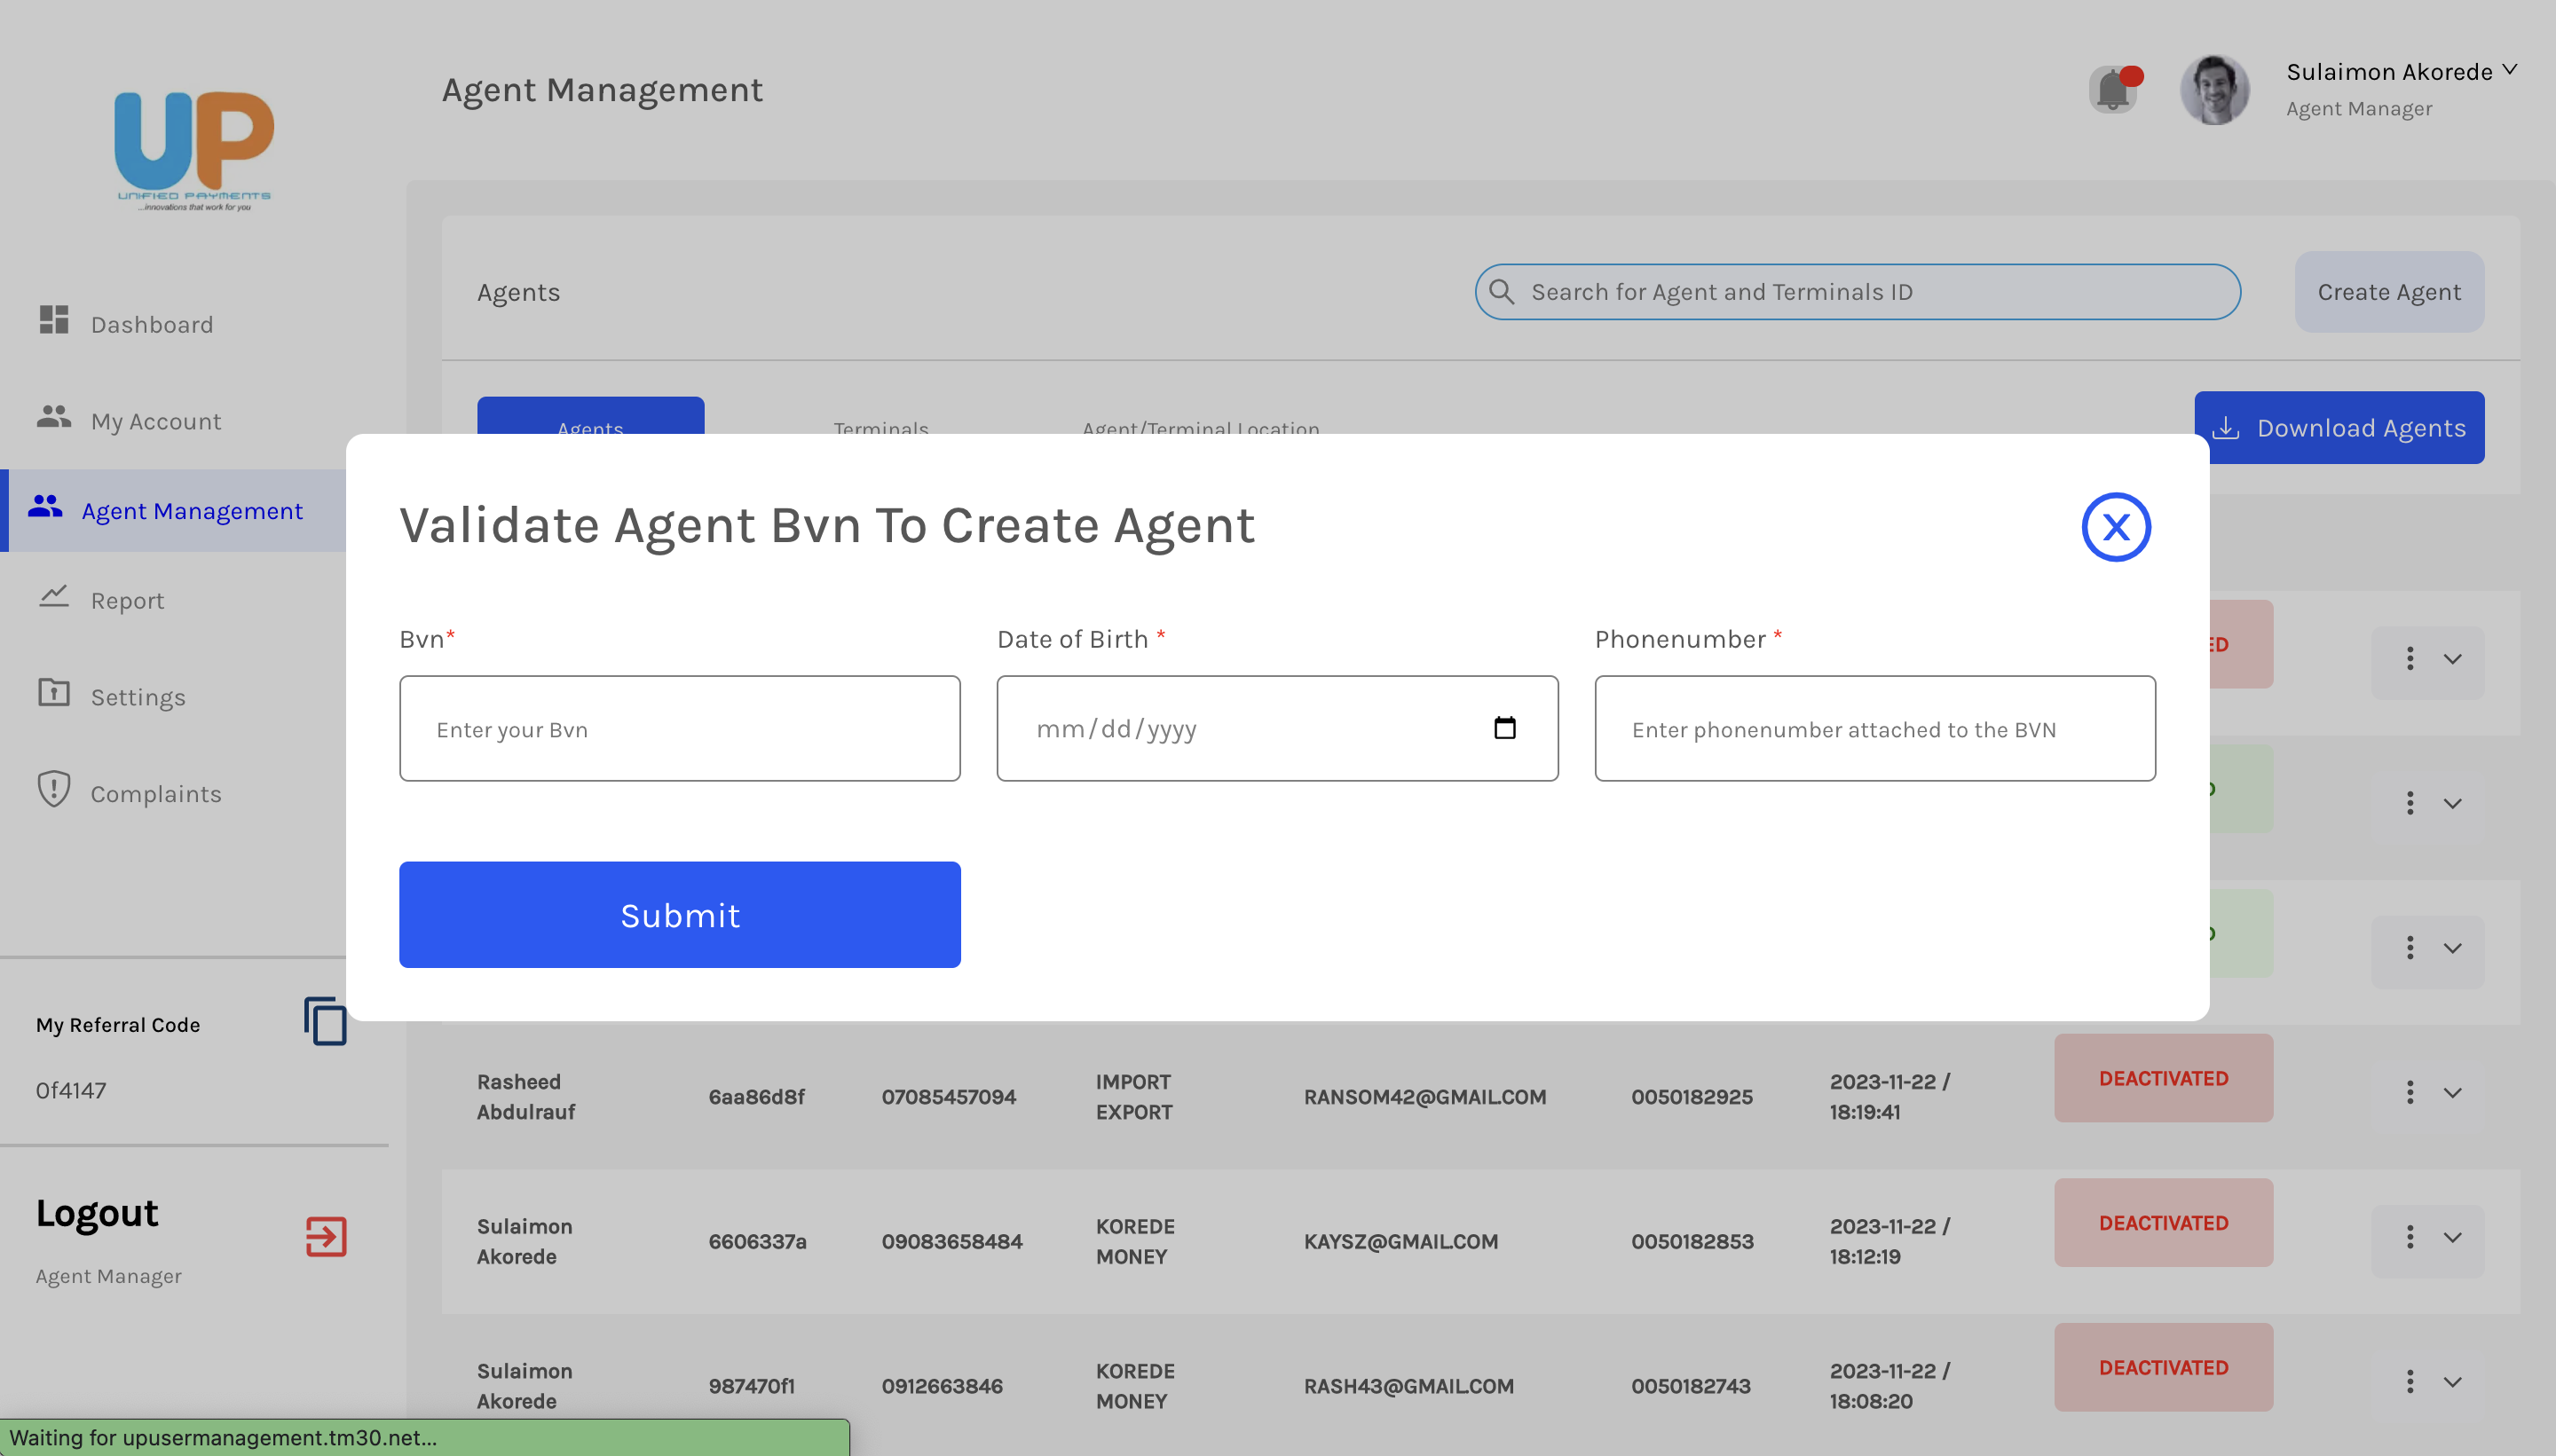 UP
UNIFIED PAYMENTS
...innovations that work for you
Agent Management
Sulaimon Akorede
Agent Manager
Dashboard
My Account
Agent Management
Report
Settings
Complaints
My Referral Code
0f4147
Logout
Agent Manager
Agents
Search for Agent and Terminals ID
Create Agent
Agents
Terminals
Agent/Terminal Location
Download Agents
Validate Agent Bvn To Create Agent
X
Bvn*
Date of Birth *
Phonenumber *
Enter your Bvn
mm/dd/yyyy
Enter phonenumber attached to the BVN
Submit
Rasheed
Abdulrauf
6aa86d8f
07085457094
IMPORT
EXPORT
RANSOM42@GMAIL.COM
0050182925
2023-11-22 /
18:19:41
DEACTIVATED
Sulaimon
Akorede
6606337a
09083658484
KOREDE
MONEY
KAYSZ@GMAIL.COM
0050182853
2023-11-22 /
18:12:19
DEACTIVATED
Sulaimon
Akorede
987470f1
0912663846
KOREDE
MONEY
RASH43@GMAIL.COM
0050182743
2023-11-22 /
18:08:20
DEACTIVATED
Waiting for upusermanagement.tm30.net...